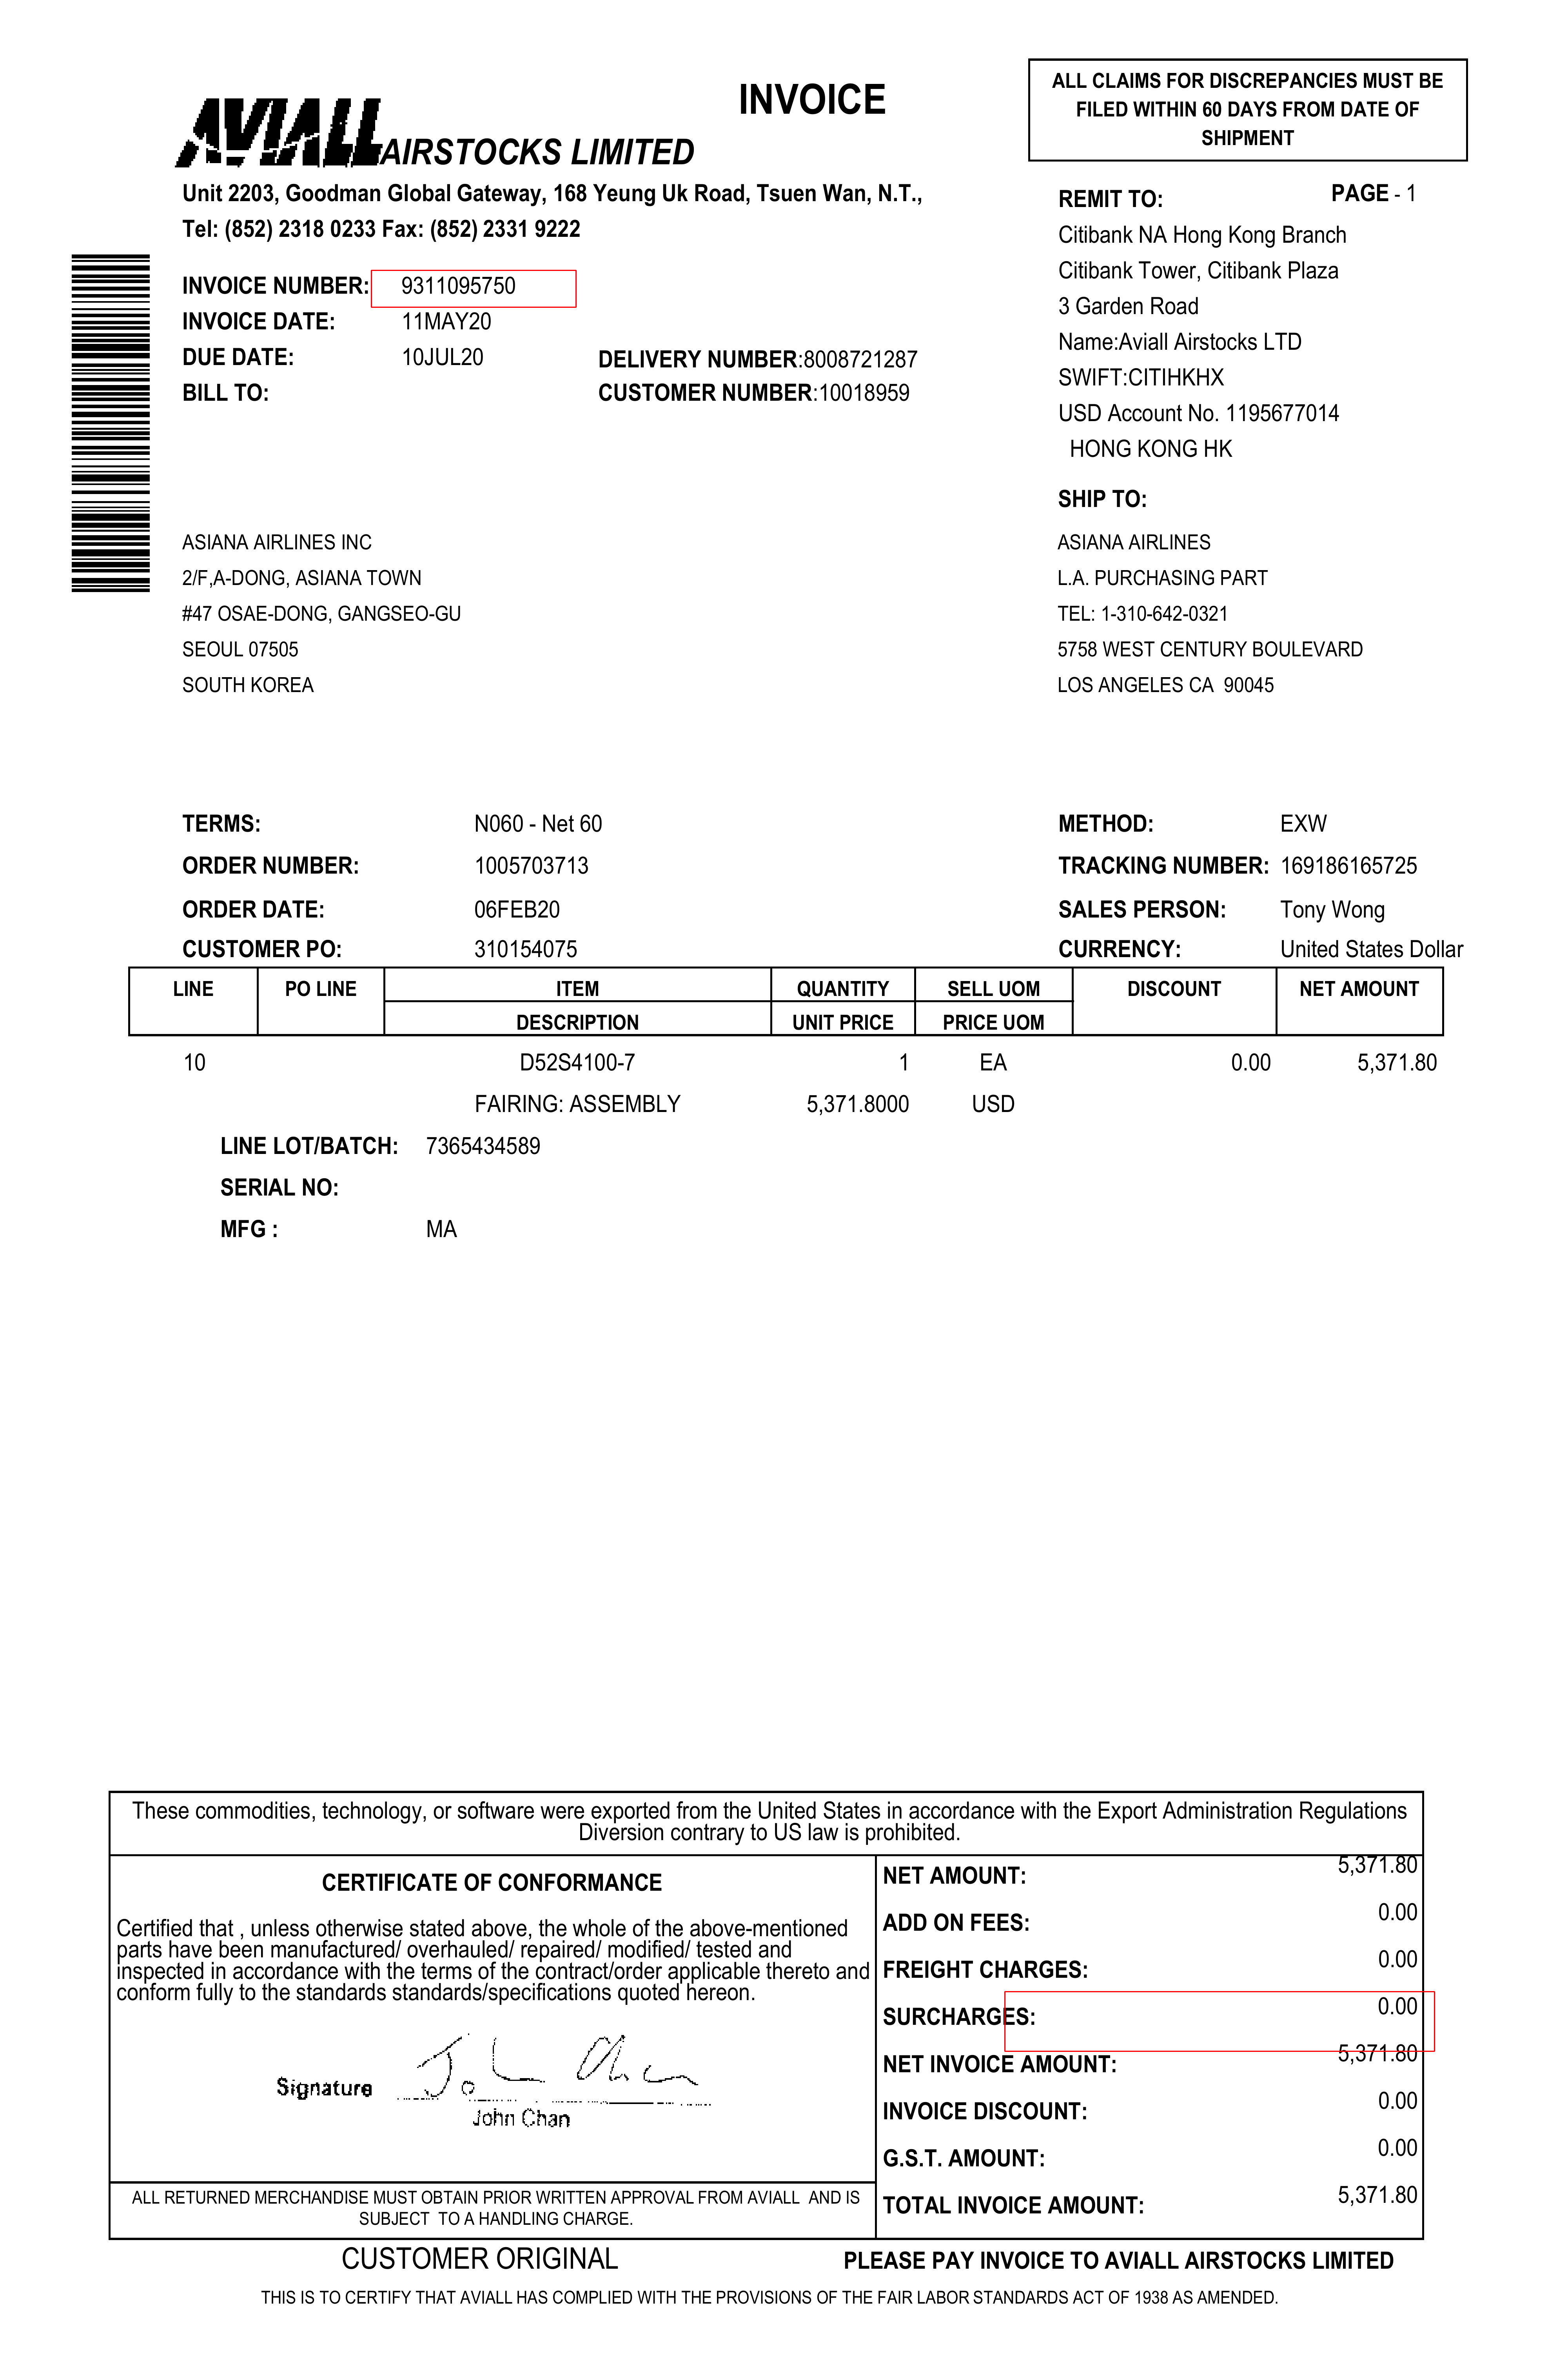 INVOICE
ALL CLAIMS FOR DISCREPANCIES MUST BE
FILED WITHIN 60 DAYS FROM DATE OF
SHIPMENT
AVIALL AIRSTOCKS LIMITED
Unit 2203, Goodman Global Gateway, 168 Yeung Uk Road, Tsuen Wan, N.T.,
Tel: (852) 2318 0233 Fax: (852) 2331 9222
REMIT TO: PAGE - 1
Citibank NA Hong Kong Branch
Citibank Tower, Citibank Plaza
3 Garden Road
Name:Aviall Airstocks LTD
SWIFT:CITIHKHX
USD Account No. 1195677014
HONG KONG HK
INVOICE NUMBER: 9311095750
INVOICE DATE: 11MAY20
DUE DATE: 10JUL20 DELIVERY NUMBER:8008721287
BILL TO: CUSTOMER NUMBER:10018959
ASIANA AIRLINES INC
2/F,A-DONG, ASIANA TOWN
#47 OSAE-DONG, GANGSEO-GU
SEOUL 07505
SOUTH KOREA
SHIP TO:
ASIANA AIRLINES
L.A. PURCHASING PART
TEL: 1-310-642-0321
5758 WEST CENTURY BOULEVARD
LOS ANGELES CA 90045
TERMS: N060 - Net 60 METHOD: EXW
ORDER NUMBER: 1005703713 TRACKING NUMBER: 169186165725
ORDER DATE: 06FEB20 SALES PERSON: Tony Wong
CUSTOMER PO: 310154075 CURRENCY: United States Dollar
LINE PO LINE ITEM QUANTITY SELL UOM DISCOUNT NET AMOUNT
DESCRIPTION UNIT PRICE PRICE UOM
10 D52S4100-7 1 EA 0.00 5,371.80
FAIRING: ASSEMBLY 5,371.8000 USD
LINE LOT/BATCH: 7365434589
SERIAL NO:
MFG : MA
These commodities, technology, or software were exported from the United States in accordance with the Export Administration Regulations
Diversion contrary to US law is prohibited.
CERTIFICATE OF CONFORMANCE
Certified that , unless otherwise stated above, the whole of the above-mentioned
parts have been manufactured/ overhauled/ repaired/ modified/ tested and
inspected in accordance with the terms of the contract/order applicable thereto and
conform fully to the standards standards/specifications quoted hereon.
Signature John Chan
John Chan
ALL RETURNED MERCHANDISE MUST OBTAIN PRIOR WRITTEN APPROVAL FROM AVIALL AND IS
SUBJECT TO A HANDLING CHARGE.
NET AMOUNT: 5,371.80
ADD ON FEES: 0.00
FREIGHT CHARGES: 0.00
SURCHARGES: 0.00
NET INVOICE AMOUNT: 5,371.80
INVOICE DISCOUNT: 0.00
G.S.T. AMOUNT: 0.00
TOTAL INVOICE AMOUNT: 5,371.80
CUSTOMER ORIGINAL PLEASE PAY INVOICE TO AVIALL AIRSTOCKS LIMITED
THIS IS TO CERTIFY THAT AVIALL HAS COMPLIED WITH THE PROVISIONS OF THE FAIR LABOR STANDARDS ACT OF 1938 AS AMENDED.